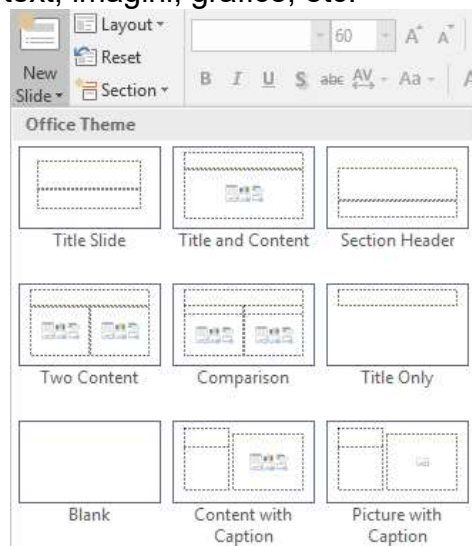 text, imagini, grafice, etc.
Layout
Reset
Section
New
Slide
60
A A
B I U S abc AV Aa
Office Theme
Title Slide Title and Content Section Header
Two Content Comparison Title Only
Blank Content with Caption Picture with Caption